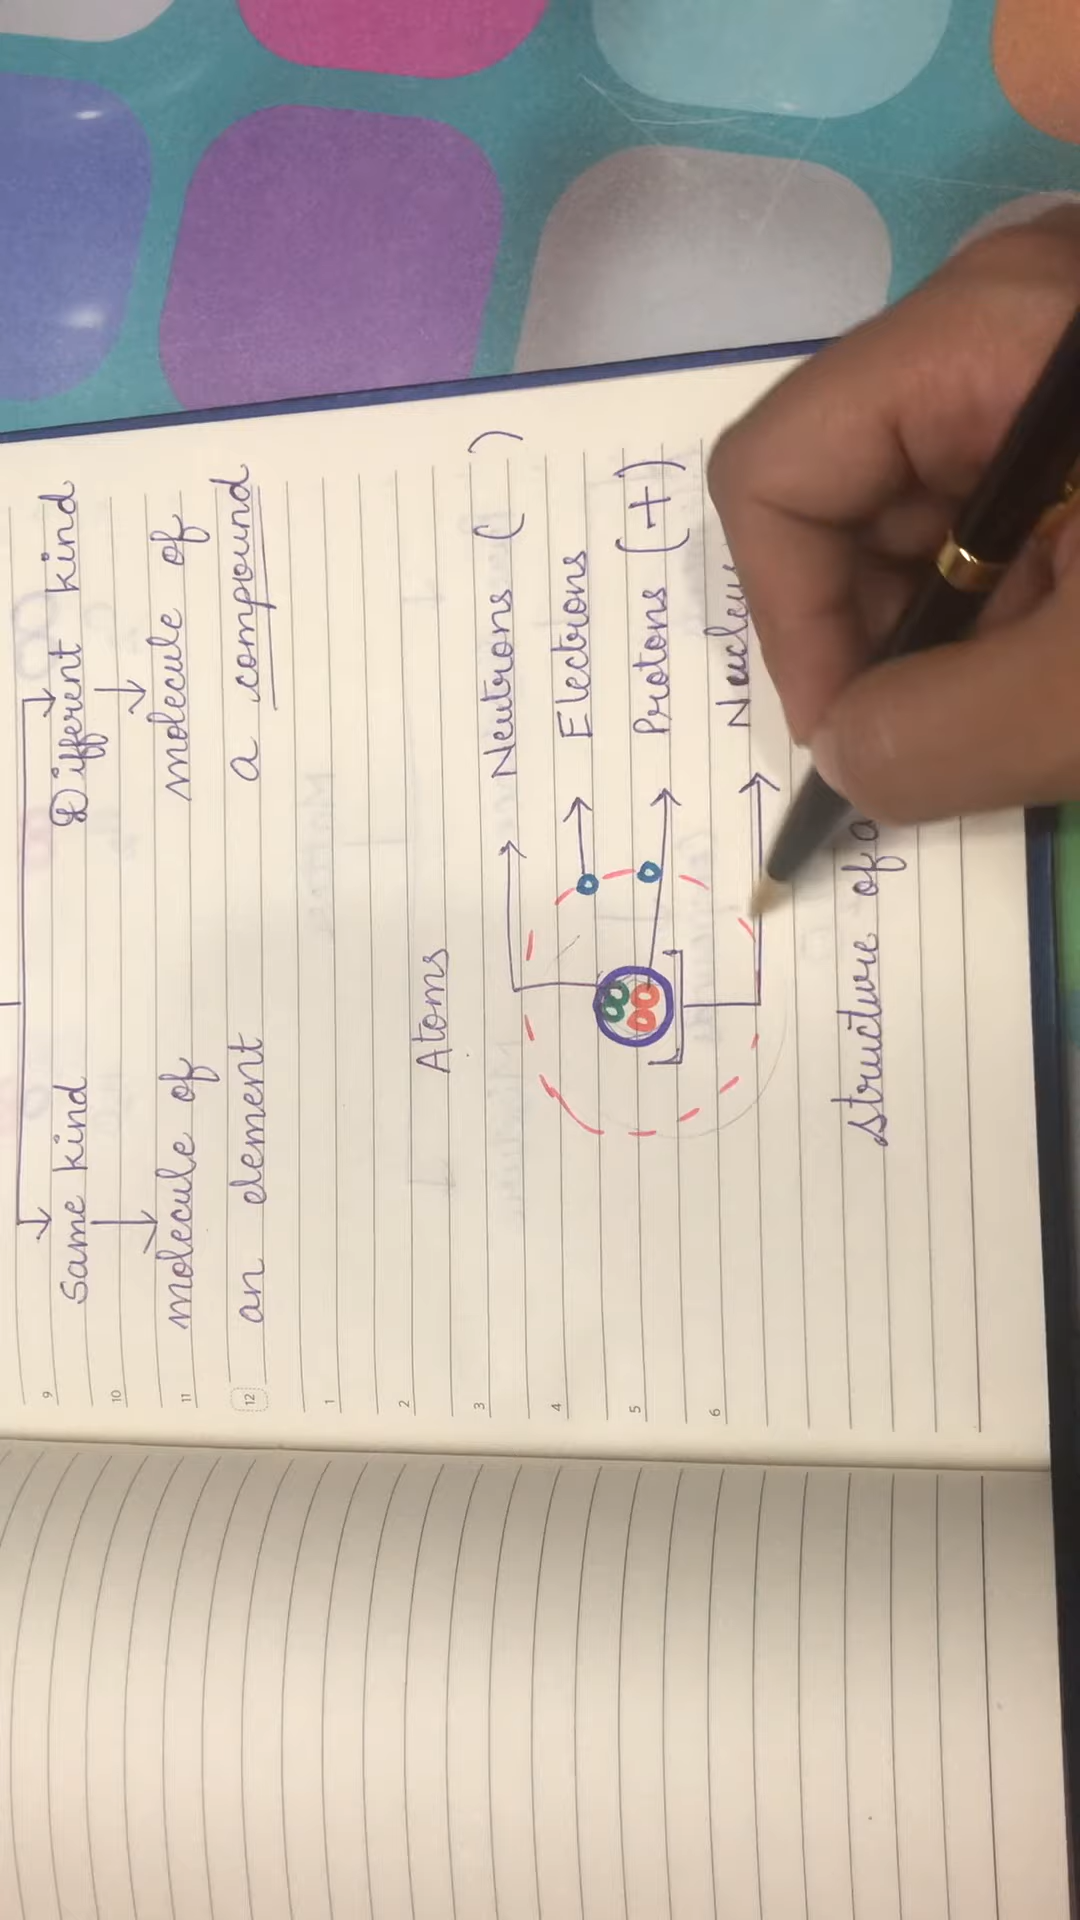 Same kind Different kind
molecule of molecule of
an element a compound
Atoms
Neutrons ( )
Electrons
Protons (+)
structure of a
9
10
11
12
1
2
3
4
5
6